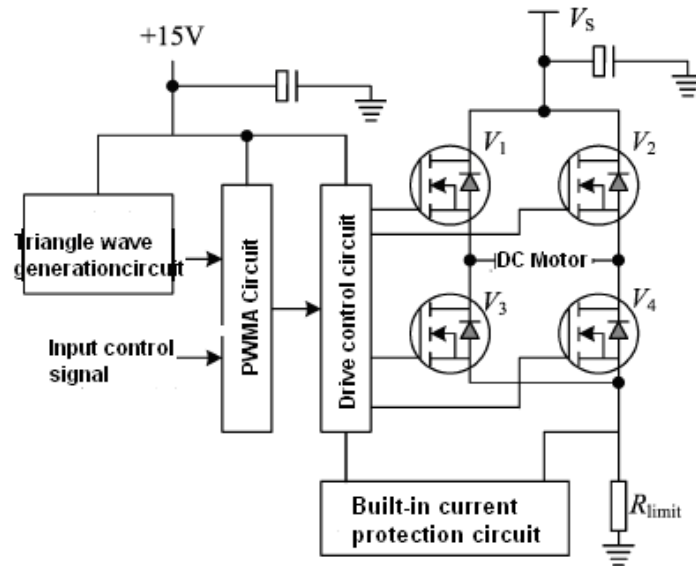 +15V
V_S
V_1
V_2
Triangle wave
generationcircuit
PWMA Circuit
Drive control circuit
DC Motor
V_3
V_4
Input control
signal
Built-in current
protection circuit
R_limit